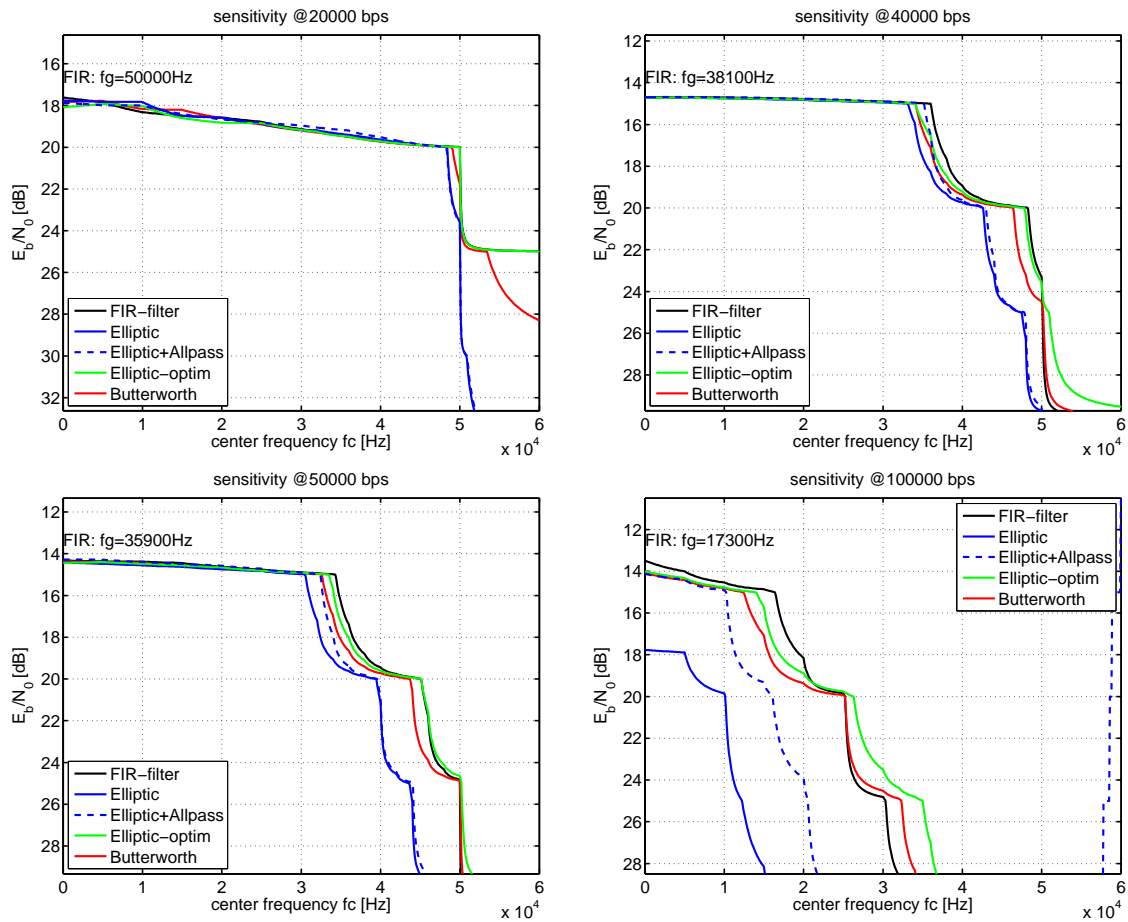 sensitivity @20000 bps
16
18
20
22
24
26
28
30
32
E_b/N_0 [dB]
FIR: fg=50000Hz
FIR−filter
Elliptic
Elliptic+Allpass
Elliptic−optim
Butterworth
0 1 2 3 4 5 6
center frequency fc [Hz]
x 10^4
sensitivity @40000 bps
12
14
16
18
20
22
24
26
28
E_b/N_0 [dB]
FIR: fg=38100Hz
FIR−filter
Elliptic
Elliptic+Allpass
Elliptic−optim
Butterworth
0 1 2 3 4 5 6
center frequency fc [Hz]
x 10^4
sensitivity @50000 bps
12
14
16
18
20
22
24
26
28
E_b/N_0 [dB]
FIR: fg=35900Hz
FIR−filter
Elliptic
Elliptic+Allpass
Elliptic−optim
Butterworth
0 1 2 3 4 5 6
center frequency fc [Hz]
x 10^4
sensitivity @100000 bps
12
14
16
18
20
22
24
26
28
E_b/N_0 [dB]
FIR: fg=17300Hz
FIR−filter
Elliptic
Elliptic+Allpass
Elliptic−optim
Butterworth
0 1 2 3 4 5 6
center frequency fc [Hz]
x 10^4